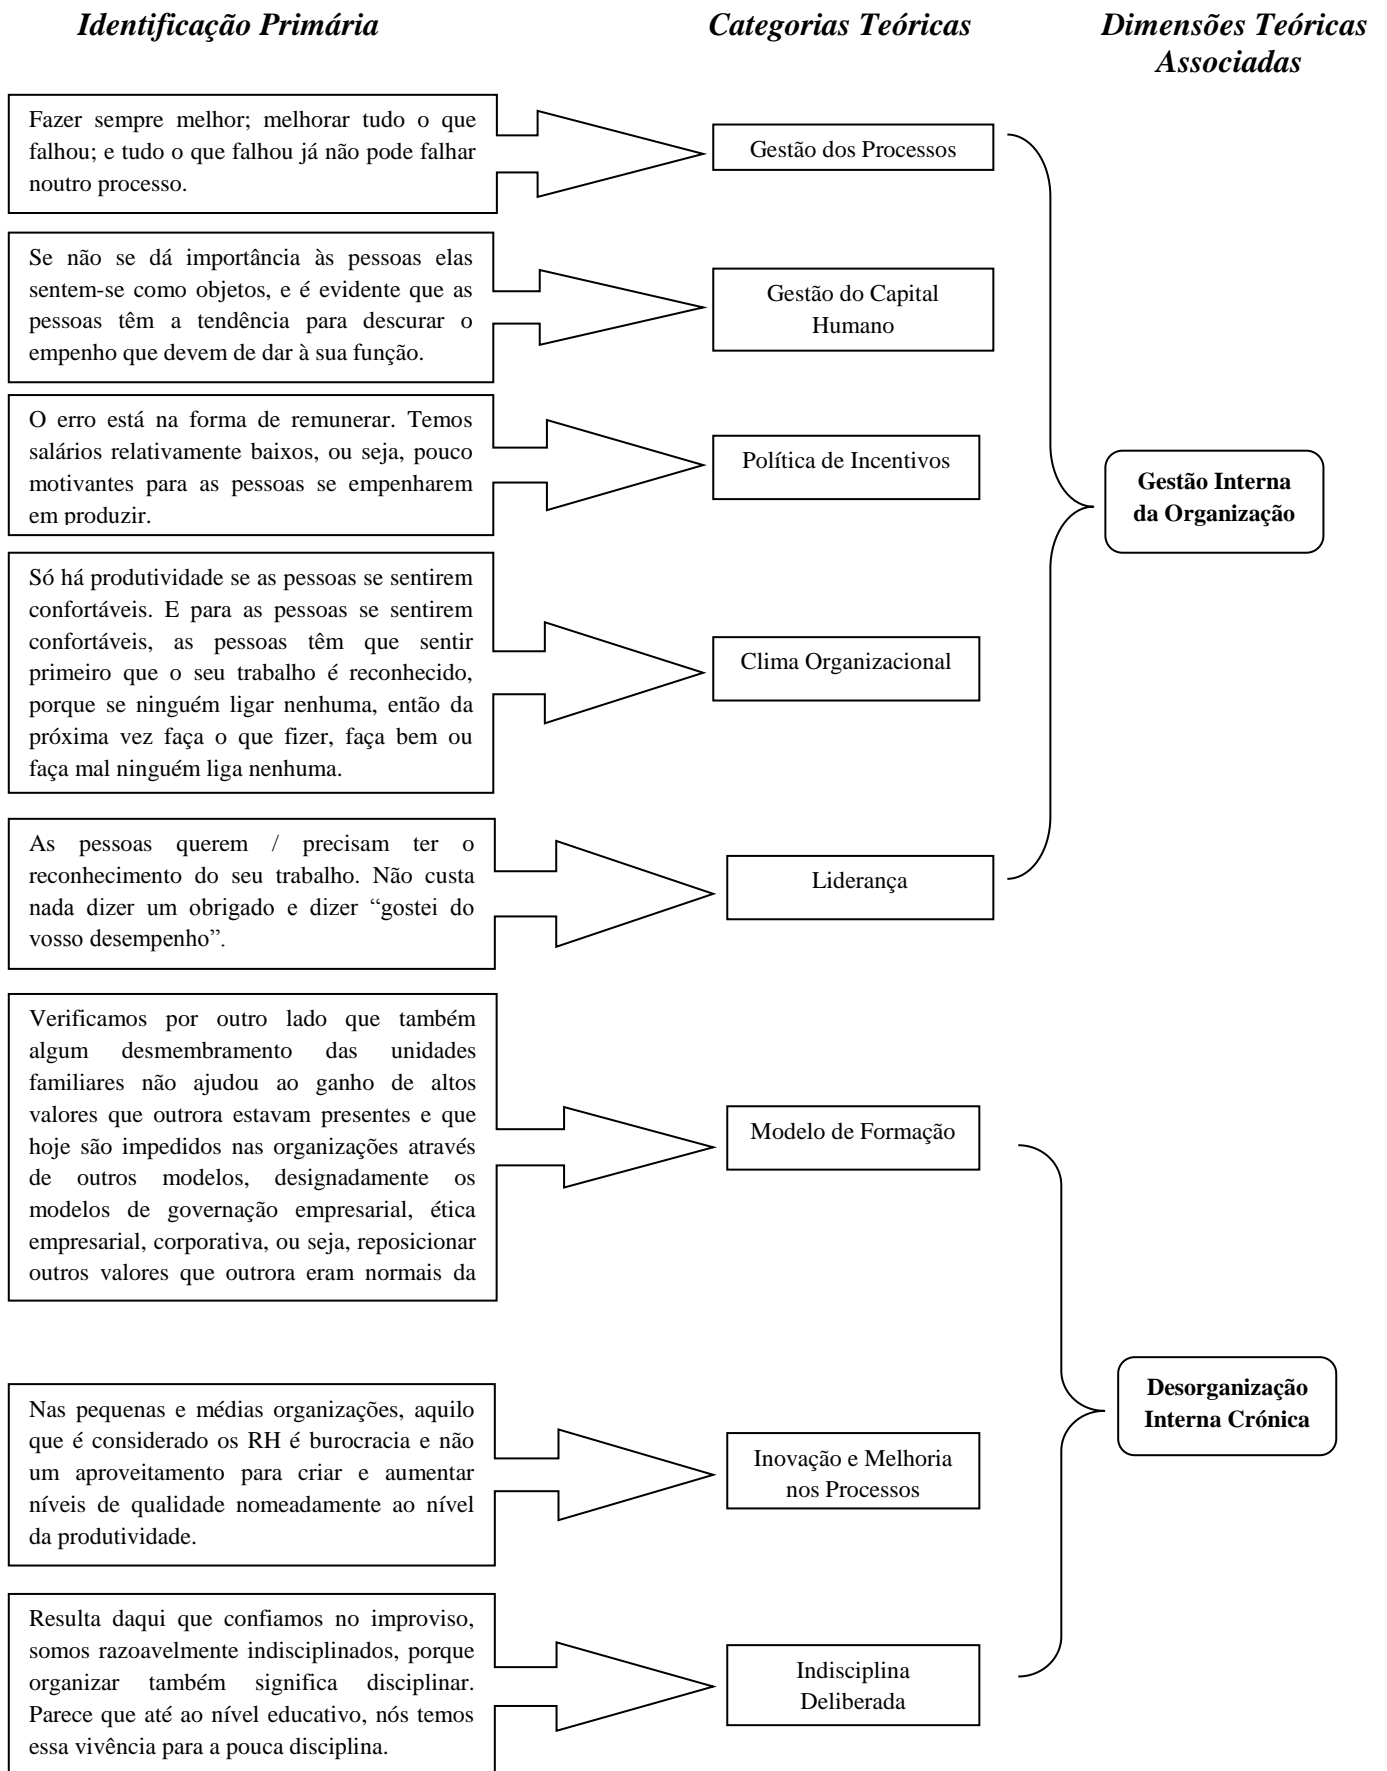 Identificação Primária
Categorias Teóricas
Dimensões Teóricas
Associadas
Fazer sempre melhor; melhorar tudo o que
falhou; e tudo o que falhou já não pode falhar
noutro processo.
Gestão dos Processos
Se não se dá importância às pessoas elas
sentem-se como objetos, e é evidente que as
pessoas têm a tendência para descurar o
empenho que devem de dar à sua função.
Gestão do Capital
Humano
O erro está na forma de remunerar. Temos
salários relativamente baixos, ou seja, pouco
motivantes para as pessoas se empenharem
em produzir.
Política de Incentivos
Gestão Interna
da Organização
Só há produtividade se as pessoas se sentirem
confortáveis. E para as pessoas se sentirem
confortáveis, as pessoas têm que sentir
primeiro que o seu trabalho é reconhecido,
porque se ninguém ligar nenhuma, então da
próxima vez faça o que fizer, faça bem ou
faça mal ninguém liga nenhuma.
Clima Organizacional
As pessoas querem / precisam ter o
reconhecimento do seu trabalho. Não custa
nada dizer um obrigado e dizer “gostei do
vosso desempenho”.
Liderança
Verificamos por outro lado que também
algum desmembramento das unidades
familiares não ajudou ao ganho de altos
valores que outrora estavam presentes e que
hoje são impedidos nas organizações através
de outros modelos, designadamente os
modelos de governação empresarial, ética
empresarial, corporativa, ou seja, reposicionar
outros valores que outrora eram normais da
Modelo de Formação
Nas pequenas e médias organizações, aquilo
que é considerado os RH é burocracia e não
um aproveitamento para criar e aumentar
níveis de qualidade nomeadamente ao nível
da produtividade.
Inovação e Melhoria
nos Processos
Desorganização
Interna Crónica
Resulta daqui que confiamos no improviso,
somos razoavelmente indisciplinados, porque
organizar também significa disciplinar.
Parece que até ao nível educativo, nós temos
essa vivência para a pouca disciplina.
Indisciplina
Deliberada